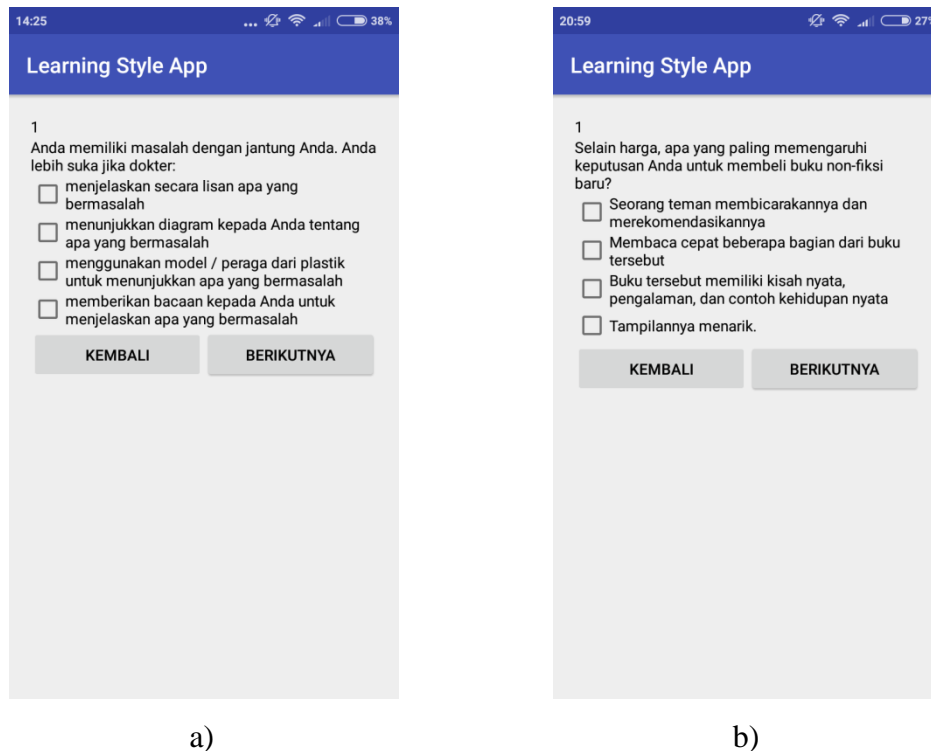 14:25
... 38%
Learning Style App
1
Anda memiliki masalah dengan jantung Anda. Anda
lebih suka jika dokter:
menjelaskan secara lisan apa yang
bermasalah
menunjukkan diagram kepada Anda tentang
apa yang bermasalah
menggunakan model / peraga dari plastik
untuk menunjukkan apa yang bermasalah
memberikan bacaan kepada Anda untuk
menjelaskan apa yang bermasalah
KEMBALI
BERIKUTNYA
a)
20:59
27%
Learning Style App
1
Selain harga, apa yang paling memengaruhi
keputusan Anda untuk membeli buku non-fiksi
baru?
Seorang teman membicarakannya dan
merekomendasikannya
Membaca cepat beberapa bagian dari buku
tersebut
Buku tersebut memiliki kisah nyata,
pengalaman, dan contoh kehidupan nyata
Tampilannya menarik.
KEMBALI
BERIKUTNYA
b)